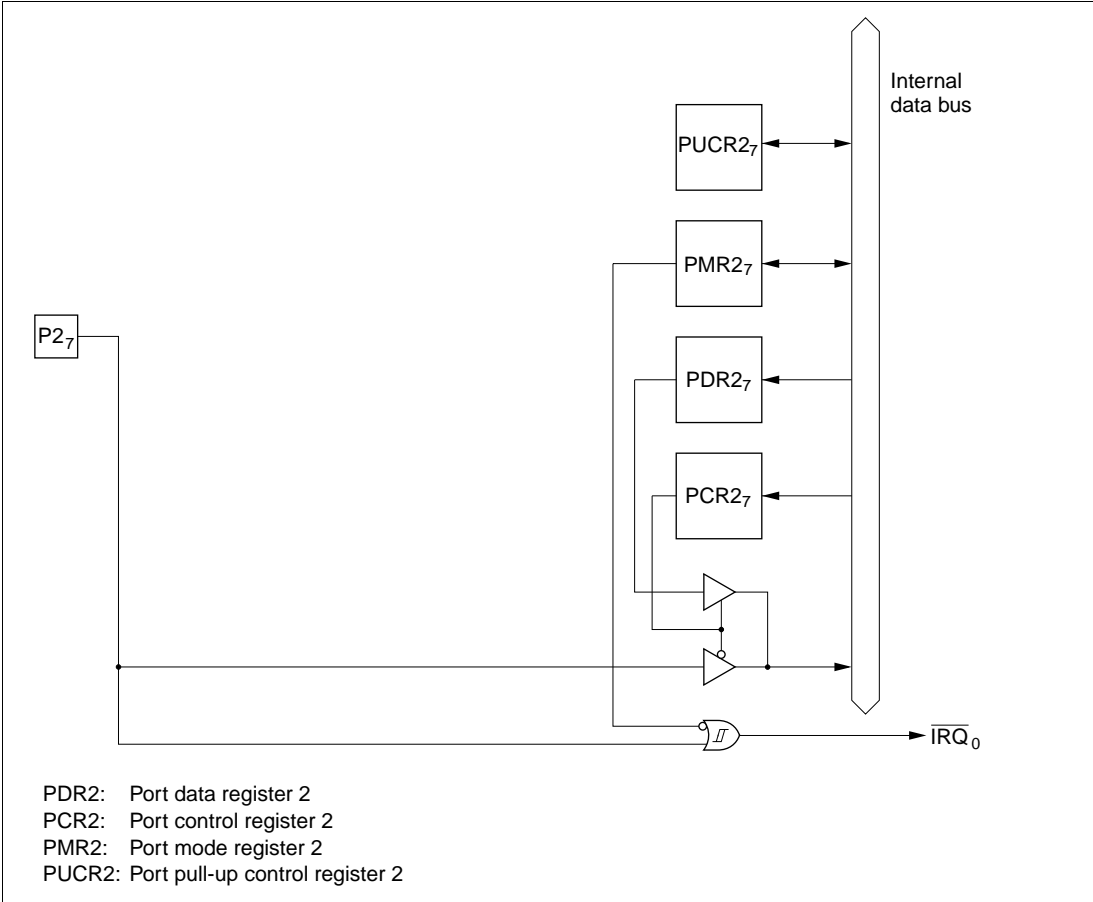 Internal
data bus
PUCR2₇
PMR2₇
P2₇
PDR2₇
PCR2₇
I̅R̅Q̅₀
PDR2: Port data register 2
PCR2: Port control register 2
PMR2: Port mode register 2
PUCR2: Port pull-up control register 2